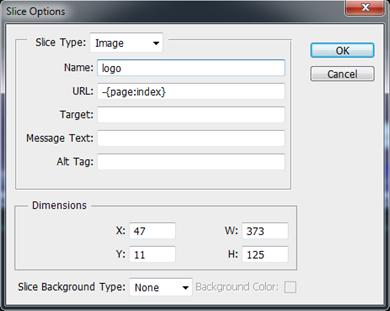 Slice Options
Slice Type: Image
OK
Name: logo
Cancel
URL: -{page:index}
Target:
Message Text:
Alt Tag:
Dimensions
X: 47 W: 373
Y: 11 H: 125
Slice Background Type: None Background Color: